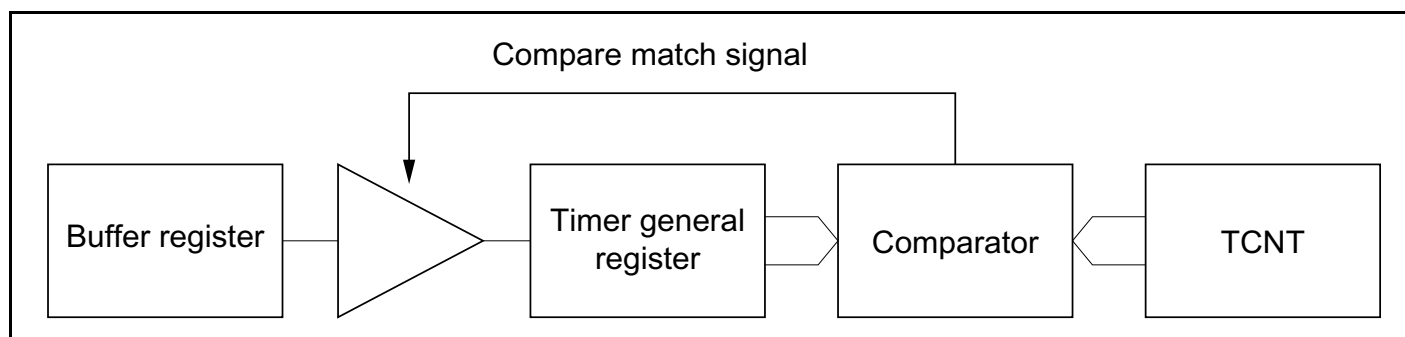 Compare match signal
Buffer register
Timer general
register
Comparator
TCNT